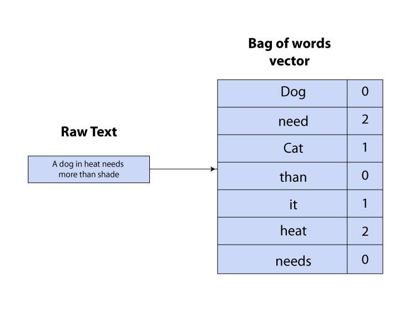 Bag of words
vector
Raw Text
A dog in heat needs
more than shade
Dog 0
need 2
Cat 1
than 0
it 1
heat 2
needs 0